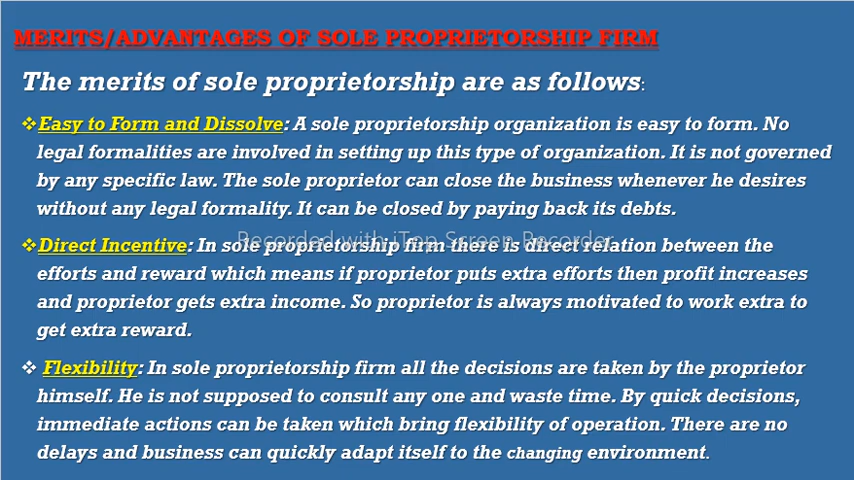 MERITS/ADVANTAGES OF SOLE PROPRIETORSHIP FIRM
The merits of sole proprietorship are as follows:
❖Easy to Form and Dissolve: A sole proprietorship organization is easy to form. No
legal formalities are involved in setting up this type of organization. It is not governed
by any specific law. The sole proprietor can close the business whenever he desires
without any legal formality. It can be closed by paying back its debts.
Recorded with iTop Screen Recorder
❖Direct Incentive: In sole proprietorship firm there is direct relation between the
efforts and reward which means if proprietor puts extra efforts then profit increases
and proprietor gets extra income. So proprietor is always motivated to work extra to
get extra reward.
❖ Flexibility: In sole proprietorship firm all the decisions are taken by the proprietor
himself. He is not supposed to consult any one and waste time. By quick decisions,
immediate actions can be taken which bring flexibility of operation. There are no
delays and business can quickly adapt itself to the changing environment.